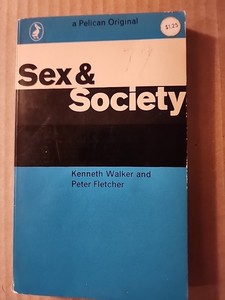 a Pelican Original
$1.25
Sex &
Society
Kenneth Walker and
Peter Fletcher